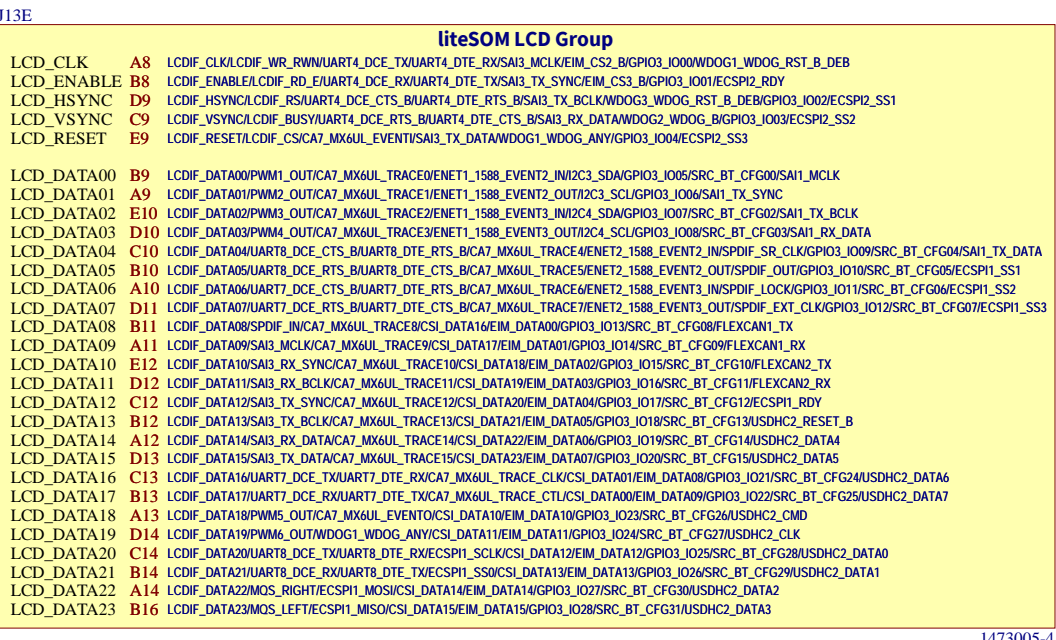 J13E
liteSOM LCD Group
LCD_CLK A8 LCDIF_CLK/LCDIF_WR_RWN/UART4_DCE_TX/UART4_DTE_RX/SAI3_MCLK/EIM_CS2_B/GPIO3_IO00/WDOG1_WDOG_RST_B_DEB
LCD_ENABLE B8 LCDIF_ENABLE/LCDIF_RD_E/UART4_DCE_RX/UART4_DTE_TX/SAI3_TX_SYNC/EIM_CS3_B/GPIO3_IO01/ECSPI2_RDY
LCD_HSYNC D9 LCDIF_HSYNC/LCDIF_RS/UART4_DCE_CTS_B/UART4_DTE_RTS_B/SAI3_TX_BCLK/WDOG3_WDOG_RST_B_DEB/GPIO3_IO02/ECSPI2_SS1
LCD_VSYNC C9 LCDIF_VSYNC/LCDIF_BUSY/UART4_DCE_RTS_B/UART4_DTE_CTS_B/SAI3_RX_DATA/WDOG2_WDOG_B/GPIO3_IO03/ECSPI2_SS2
LCD_RESET E9 LCDIF_RESET/LCDIF_CS/CA7_MX6UL_EVENTI/SAI3_TX_DATA/WDOG1_WDOG_ANY/GPIO3_IO04/ECSPI2_SS3
LCD_DATA00 B9 LCDIF_DATA00/PWM1_OUT/CA7_MX6UL_TRACE0/ENET1_1588_EVENT2_IN/I2C3_SDA/GPIO3_IO05/SRC_BT_CFG00/SAI1_MCLK
LCD_DATA01 A9 LCDIF_DATA01/PWM2_OUT/CA7_MX6UL_TRACE1/ENET1_1588_EVENT2_OUT/I2C3_SCL/GPIO3_IO06/SAI1_TX_SYNC
LCD_DATA02 E10 LCDIF_DATA02/PWM3_OUT/CA7_MX6UL_TRACE2/ENET1_1588_EVENT3_IN/I2C4_SDA/GPIO3_IO07/SRC_BT_CFG02/SAI1_TX_BCLK
LCD_DATA03 D10 LCDIF_DATA03/PWM4_OUT/CA7_MX6UL_TRACE3/ENET1_1588_EVENT3_OUT/I2C4_SCL/GPIO3_IO08/SRC_BT_CFG03/SAI1_RX_DATA
LCD_DATA04 C10 LCDIF_DATA04/UART8_DCE_CTS_B/UART8_DTE_RTS_B/CA7_MX6UL_TRACE4/ENET2_1588_EVENT2_IN/SPDIF_SR_CLK/GPIO3_IO09/SRC_BT_CFG04/SAI1_TX_DATA
LCD_DATA05 B10 LCDIF_DATA05/UART8_DCE_RTS_B/UART8_DTE_CTS_B/CA7_MX6UL_TRACE5/ENET2_1588_EVENT2_OUT/SPDIF_OUT/GPIO3_IO10/SRC_BT_CFG05/ECSPI1_SS1
LCD_DATA06 A10 LCDIF_DATA06/UART7_DCE_CTS_B/UART7_DTE_RTS_B/CA7_MX6UL_TRACE6/ENET2_1588_EVENT3_IN/SPDIF_LOCK/GPIO3_IO11/SRC_BT_CFG06/ECSPI1_SS2
LCD_DATA07 D11 LCDIF_DATA07/UART7_DCE_RTS_B/UART7_DTE_CTS_B/CA7_MX6UL_TRACE7/ENET2_1588_EVENT3_OUT/SPDIF_EXT_CLK/GPIO3_IO12/SRC_BT_CFG07/ECSPI1_SS3
LCD_DATA08 B11 LCDIF_DATA08/SPDIF_IN/CA7_MX6UL_TRACE8/CSI_DATA16/EIM_DATA00/GPIO3_IO13/SRC_BT_CFG08/FLEXCAN1_TX
LCD_DATA09 A11 LCDIF_DATA09/SAI3_MCLK/CA7_MX6UL_TRACE9/CSI_DATA17/EIM_DATA01/GPIO3_IO14/SRC_BT_CFG09/FLEXCAN1_RX
LCD_DATA10 E12 LCDIF_DATA10/SAI3_RX_SYNC/CA7_MX6UL_TRACE10/CSI_DATA18/EIM_DATA02/GPIO3_IO15/SRC_BT_CFG10/FLEXCAN2_TX
LCD_DATA11 D12 LCDIF_DATA11/SAI3_RX_BCLK/CA7_MX6UL_TRACE11/CSI_DATA19/EIM_DATA03/GPIO3_IO16/SRC_BT_CFG11/FLEXCAN2_RX
LCD_DATA12 C12 LCDIF_DATA12/SAI3_TX_SYNC/CA7_MX6UL_TRACE12/CSI_DATA20/EIM_DATA04/GPIO3_IO17/SRC_BT_CFG12/ECSPI1_RDY
LCD_DATA13 B12 LCDIF_DATA13/SAI3_TX_BCLK/CA7_MX6UL_TRACE13/CSI_DATA21/EIM_DATA05/GPIO3_IO18/SRC_BT_CFG13/USDHC2_RESET_B
LCD_DATA14 A12 LCDIF_DATA14/SAI3_RX_DATA/CA7_MX6UL_TRACE14/CSI_DATA22/EIM_DATA06/GPIO3_IO19/SRC_BT_CFG14/USDHC2_DATA4
LCD_DATA15 D13 LCDIF_DATA15/SAI3_TX_DATA/CA7_MX6UL_TRACE15/CSI_DATA23/EIM_DATA07/GPIO3_IO20/SRC_BT_CFG15/USDHC2_DATA5
LCD_DATA16 C13 LCDIF_DATA16/UART7_DCE_TX/UART7_DTE_RX/CA7_MX6UL_TRACE_CLK/CSI_DATA01/EIM_DATA08/GPIO3_IO21/SRC_BT_CFG24/USDHC2_DATA6
LCD_DATA17 B13 LCDIF_DATA17/UART7_DCE_RX/UART7_DTE_TX/CA7_MX6UL_TRACE_CTL/CSI_DATA00/EIM_DATA09/GPIO3_IO22/SRC_BT_CFG25/USDHC2_DATA7
LCD_DATA18 A13 LCDIF_DATA18/PWM5_OUT/CA7_MX6UL_EVENTO/CSI_DATA10/EIM_DATA10/GPIO3_IO23/SRC_BT_CFG26/USDHC2_CMD
LCD_DATA19 D14 LCDIF_DATA19/PWM6_OUT/WDOG1_WDOG_ANY/CSI_DATA11/EIM_DATA11/GPIO3_IO24/SRC_BT_CFG27/USDHC2_CLK
LCD_DATA20 C14 LCDIF_DATA20/UART8_DCE_TX/UART8_DTE_RX/ECSPI1_SCLK/CSI_DATA12/EIM_DATA12/GPIO3_IO25/SRC_BT_CFG28/USDHC2_DATA0
LCD_DATA21 B14 LCDIF_DATA21/UART8_DCE_RX/UART8_DTE_TX/ECSPI1_SS0/CSI_DATA13/EIM_DATA13/GPIO3_IO26/SRC_BT_CFG29/USDHC2_DATA1
LCD_DATA22 A14 LCDIF_DATA22/MQS_RIGHT/ECSPI1_MOSI/CSI_DATA14/EIM_DATA14/GPIO3_IO27/SRC_BT_CFG30/USDHC2_DATA2
LCD_DATA23 B16 LCDIF_DATA23/MQS_LEFT/ECSPI1_MISO/CSI_DATA15/EIM_DATA15/GPIO3_IO28/SRC_BT_CFG31/USDHC2_DATA3
1473005-4